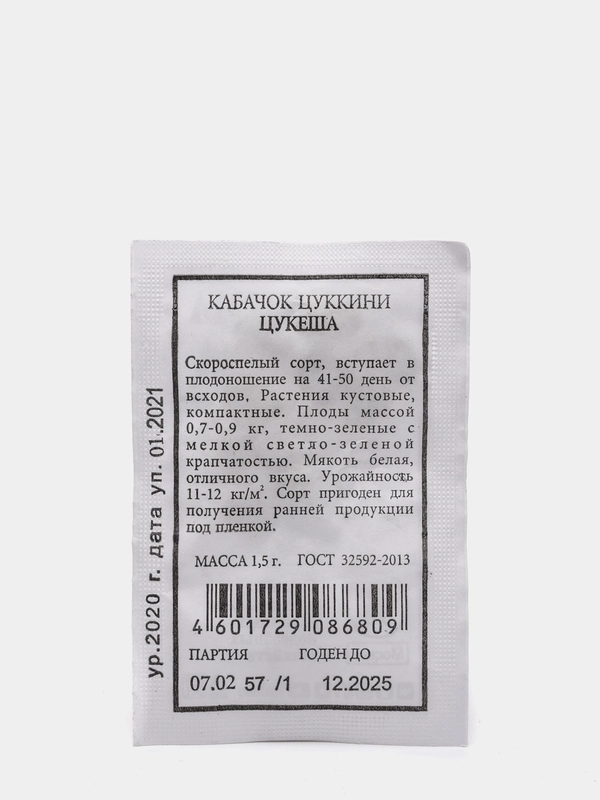 КАБАЧОК ЦУККИНИ
ЦУКЕША
Скороспелый сорт, вступает в
плодоношение на 41-50 день от
всходов. Растения кустовые,
компактные. Плоды массой
0,7-0,9 кг, темно-зеленые с
мелкой светло-зеленой
крапчатостью. Мякоть белая,
отличного вкуса. Урожайность
11-12 кг/м². Сорт пригоден для
получения ранней продукции
под пленкой.
МАССА 1,5 г. ГОСТ 32592-2013
4 601729 086809
ПАРТИЯ ГОДЕН ДО
07.02 57 /1 12.2025
ур.2020 г. дата уп. 01.2021